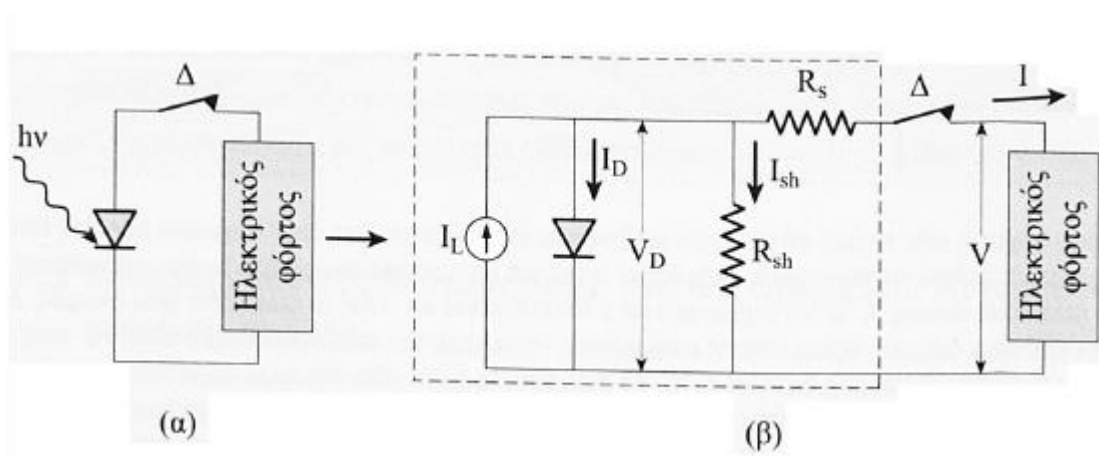 Δ
hν
Ηλεκτρικός
φόρτος
(α)
R_s
Δ
I
I_D
I_sh
I_L
V_D
R_sh
V
Ηλεκτρικός
φόρτος
(β)